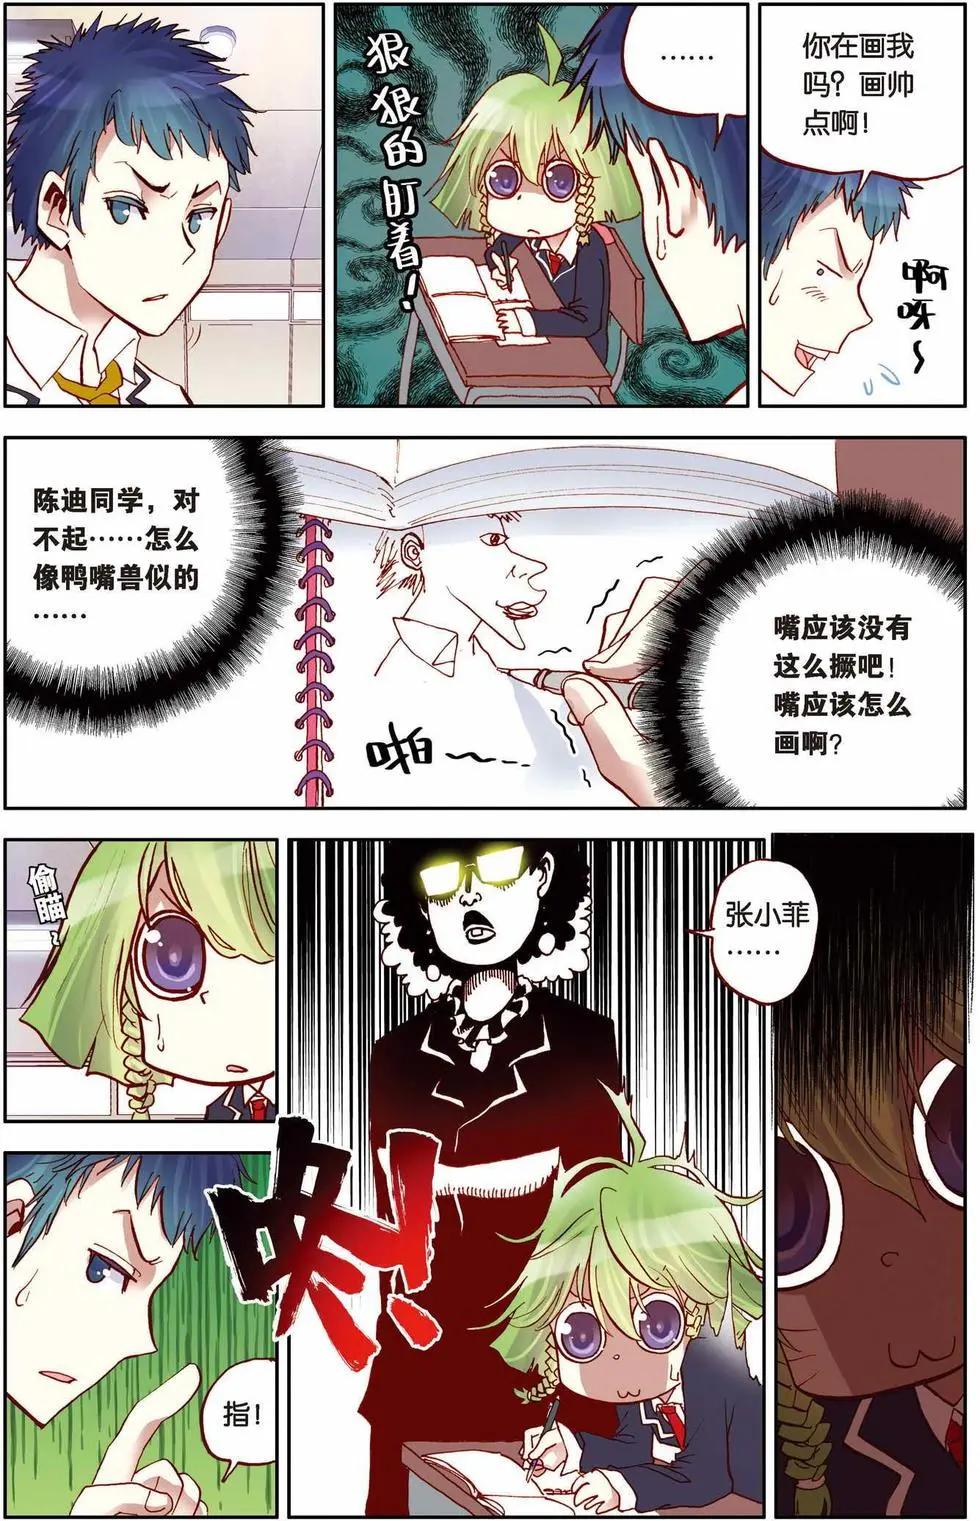 狠狠的盯着！
……
你在画我
吗？画帅
点啊！
啊
呀
～
陈迪同学，对
不起……怎么
像鸭嘴兽似的
……
嘴应该没有
这么撅吧！
嘴应该怎么
画啊？
啪～
偷瞄～
张小菲
……
咚！
指！